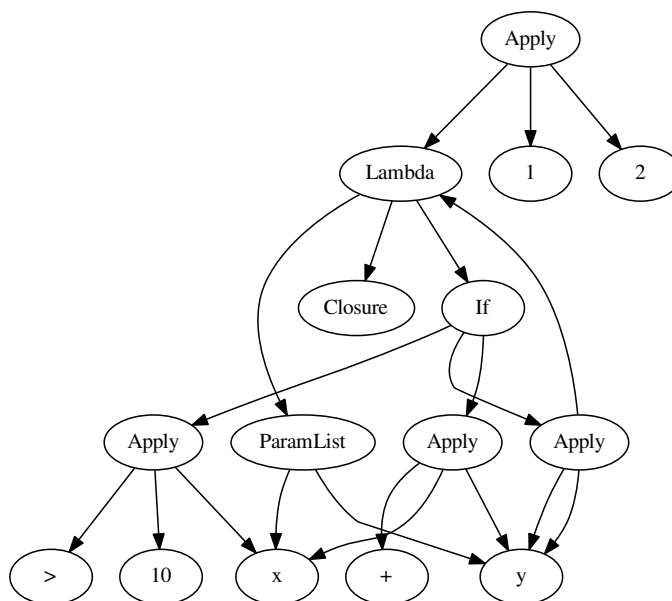 Apply
Lambda 1 2
Closure If
Apply ParamList Apply Apply
> 10 x + y